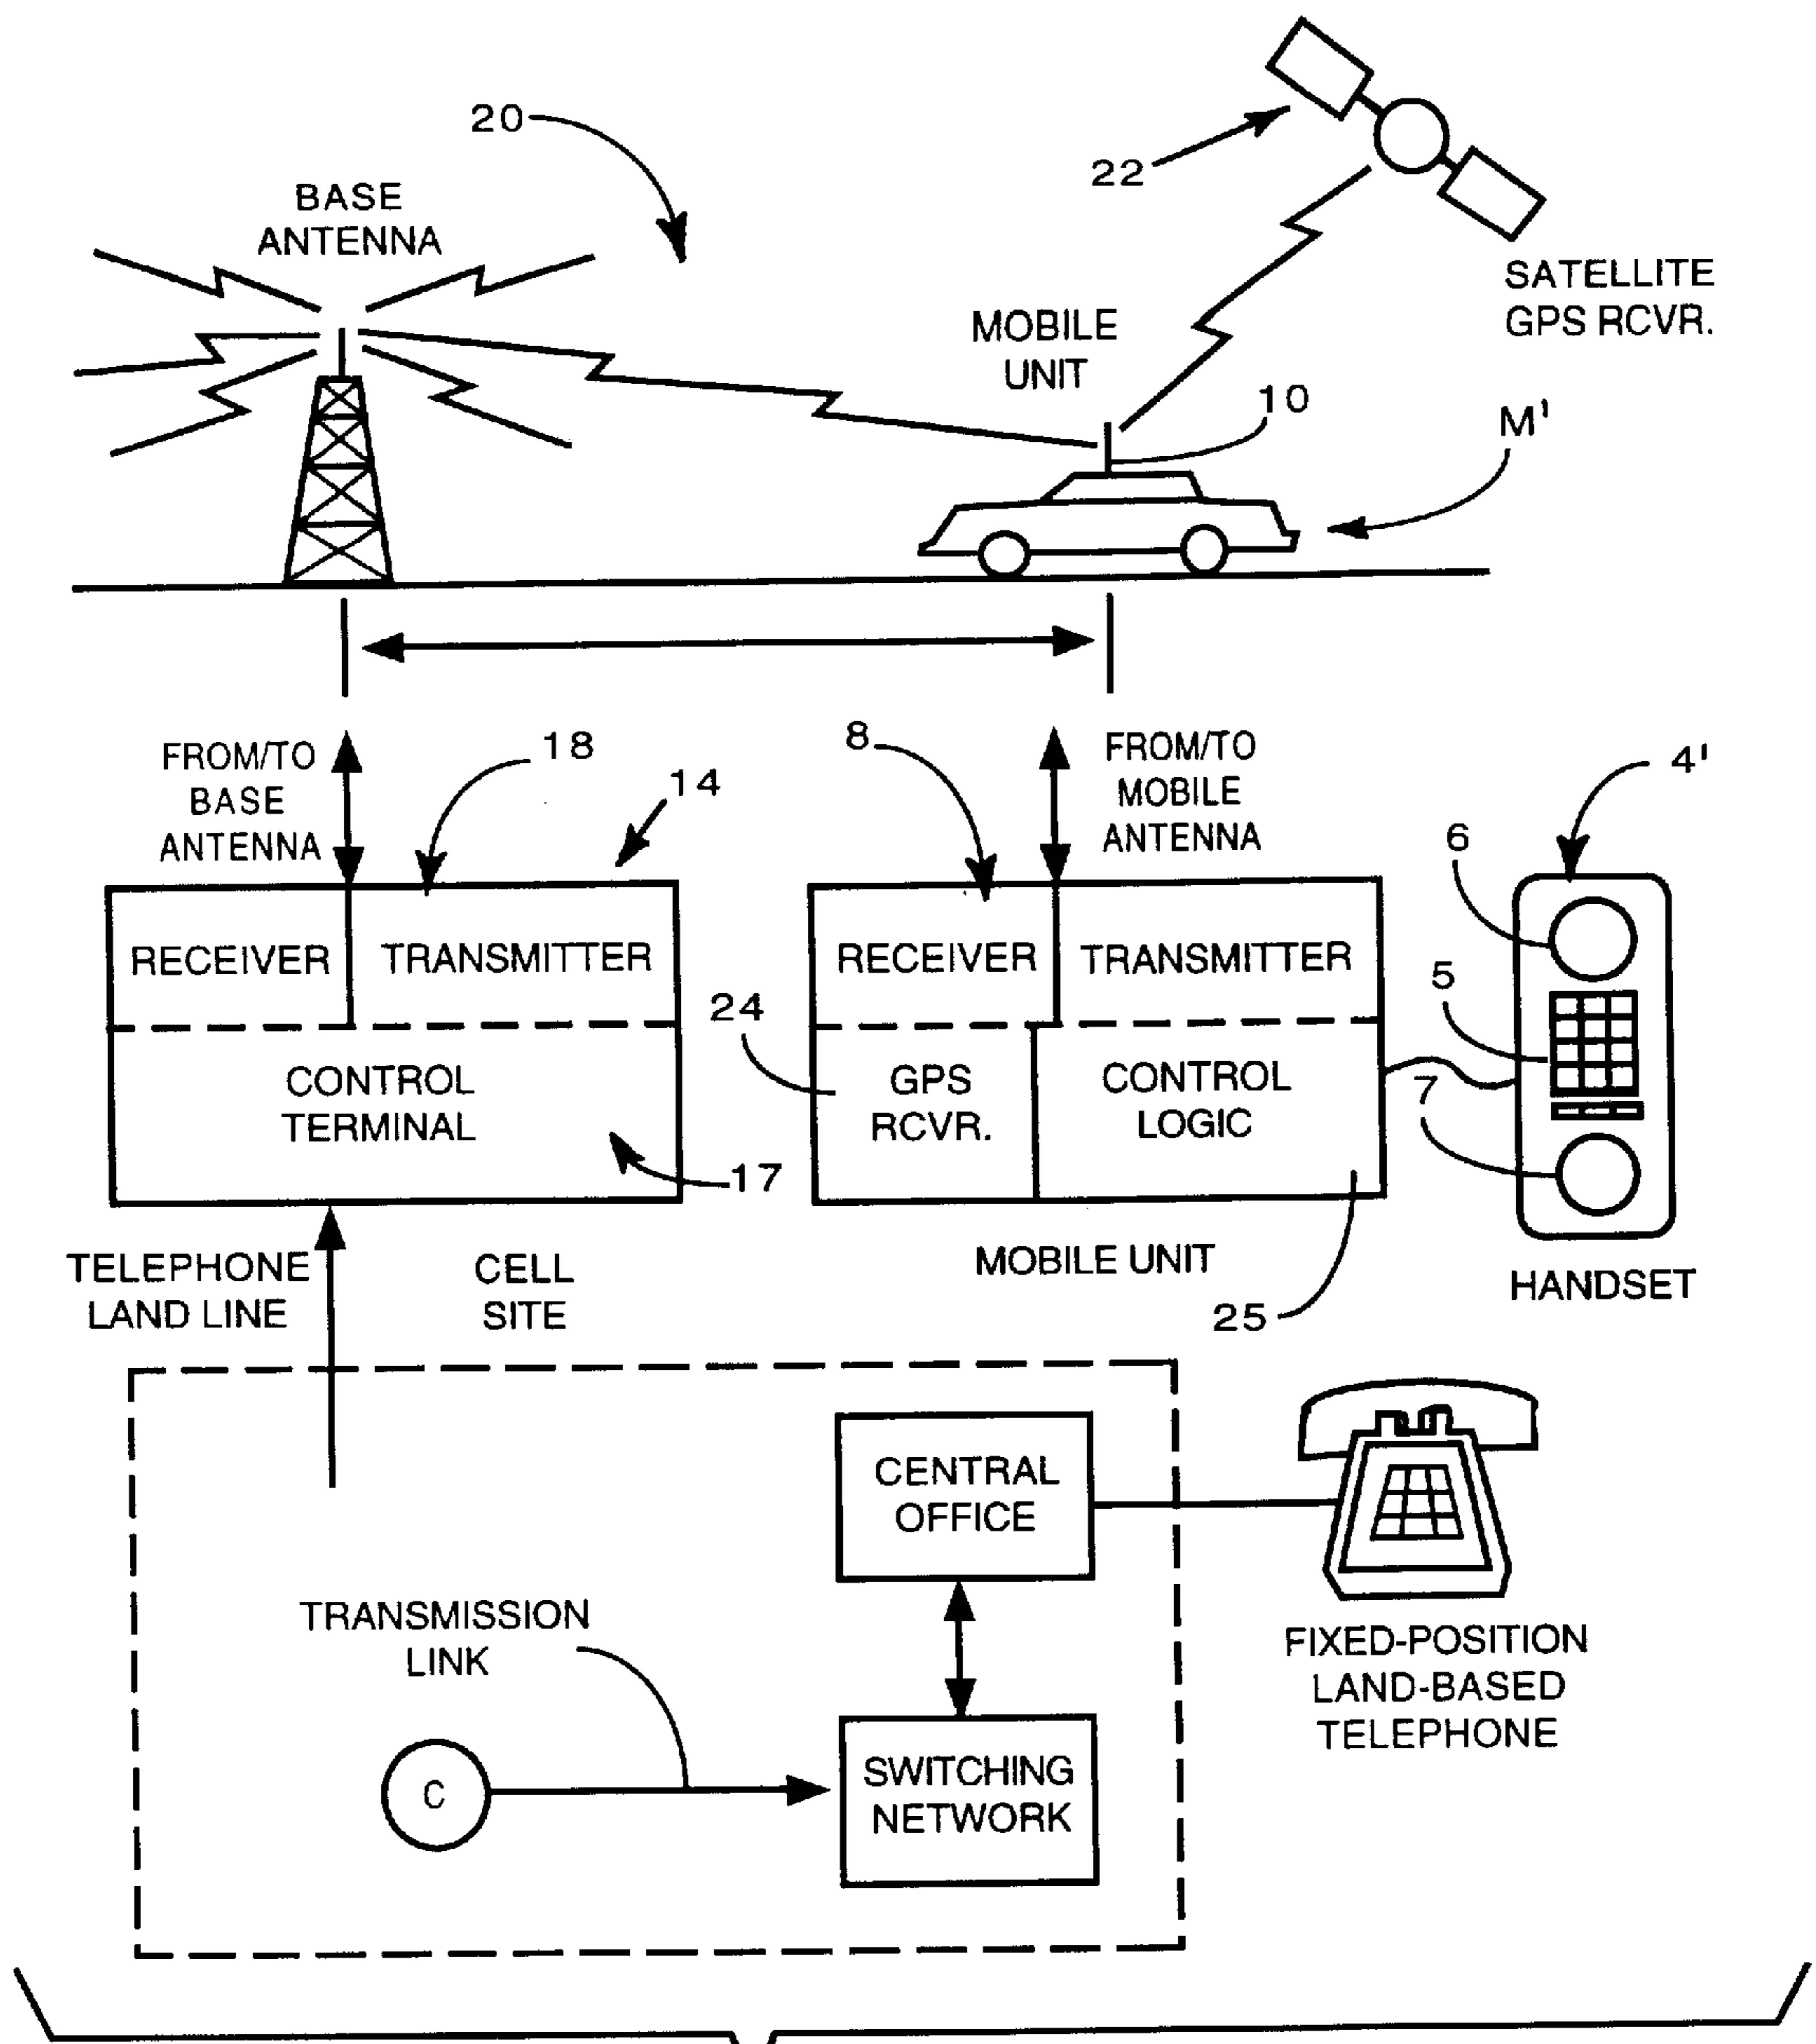 20
22
BASE
ANTENNA
SATELLITE
GPS RCVR.
MOBILE
UNIT
10
M'
FROM/TO
BASE
ANTENNA
18
14
8
FROM/TO
MOBILE
ANTENNA
4'
6
RECEIVER
TRANSMITTER
RECEIVER
TRANSMITTER
5
24
CONTROL
TERMINAL
GPS
RCVR.
CONTROL
LOGIC
7
17
TELEPHONE
LAND LINE
CELL
SITE
MOBILE UNIT
25
HANDSET
CENTRAL
OFFICE
TRANSMISSION
LINK
FIXED-POSITION
LAND-BASED
TELEPHONE
C
SWITCHING
NETWORK